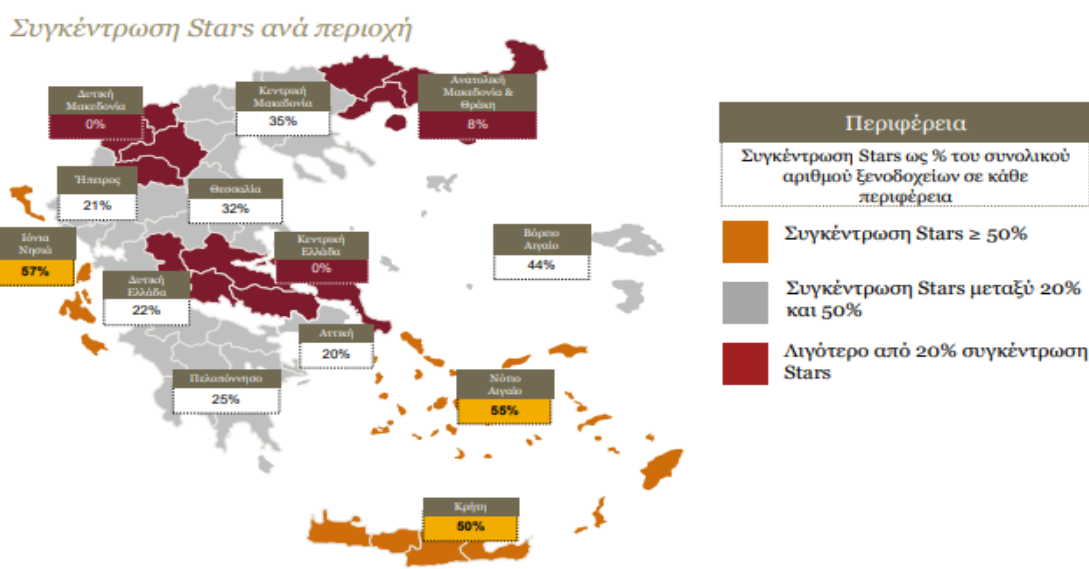 Συγκέντρωση Stars ανά περιοχή
Δυτική
Μακεδονία
0%
Κεντρική
Μακεδονία
35%
Ανατολική
Μακεδονία &
Θράκη
8%
Ήπειρος
21%
Θεσσαλία
32%
Ιόνια
Νησιά
57%
Κεντρική
Ελλάδα
0%
Βόρειο
Αιγαίο
44%
Δυτική
Ελλάδα
22%
Αττική
20%
Πελοπόννησο
25%
Νότιο
Αιγαίο
55%
Κρήτη
50%
Περιφέρεια
Συγκέντρωση Stars ως % του συνολικού
αριθμού ξενοδοχείων σε κάθε
περιφέρεια
Συγκέντρωση Stars ≥ 50%
Συγκέντρωση Stars μεταξύ 20%
και 50%
Λιγότερο από 20% συγκέντρωση
Stars